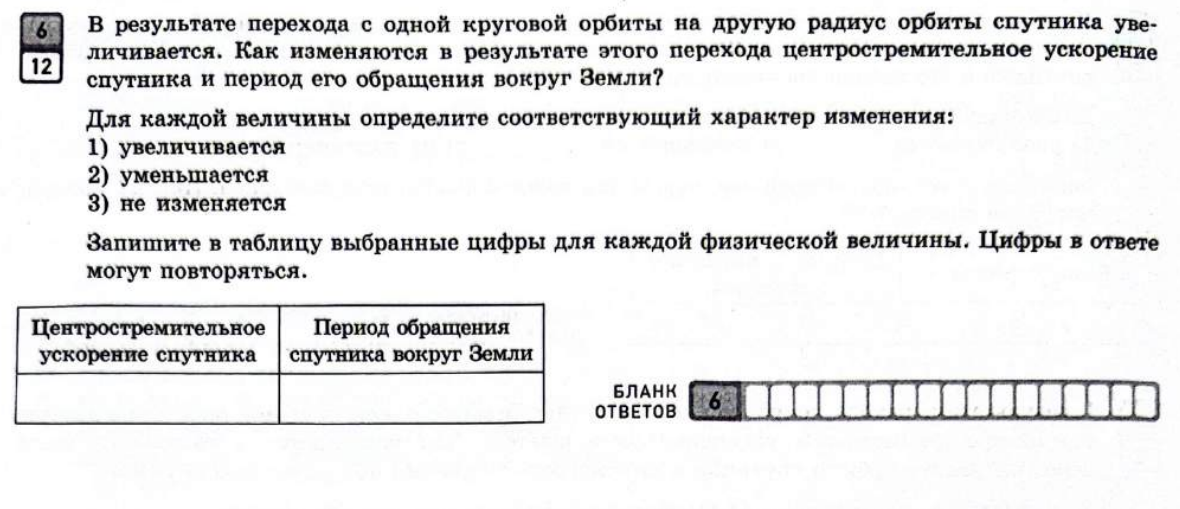 6
12
В результате перехода с одной круговой орбиты на другую радиус орбиты спутника уве-
личивается. Как изменяются в результате этого перехода центростремительное ускорение
спутника и период его обращения вокруг Земли?
Для каждой величины определите соответствующий характер изменения:
1) увеличивается
2) уменьшается
3) не изменяется
Запишите в таблицу выбранные цифры для каждой физической величины. Цифры в ответе
могут повторяться.
Центростремительное ускорение спутника
Период обращения спутника вокруг Земли
БЛАНК
ОТВЕТОВ
6